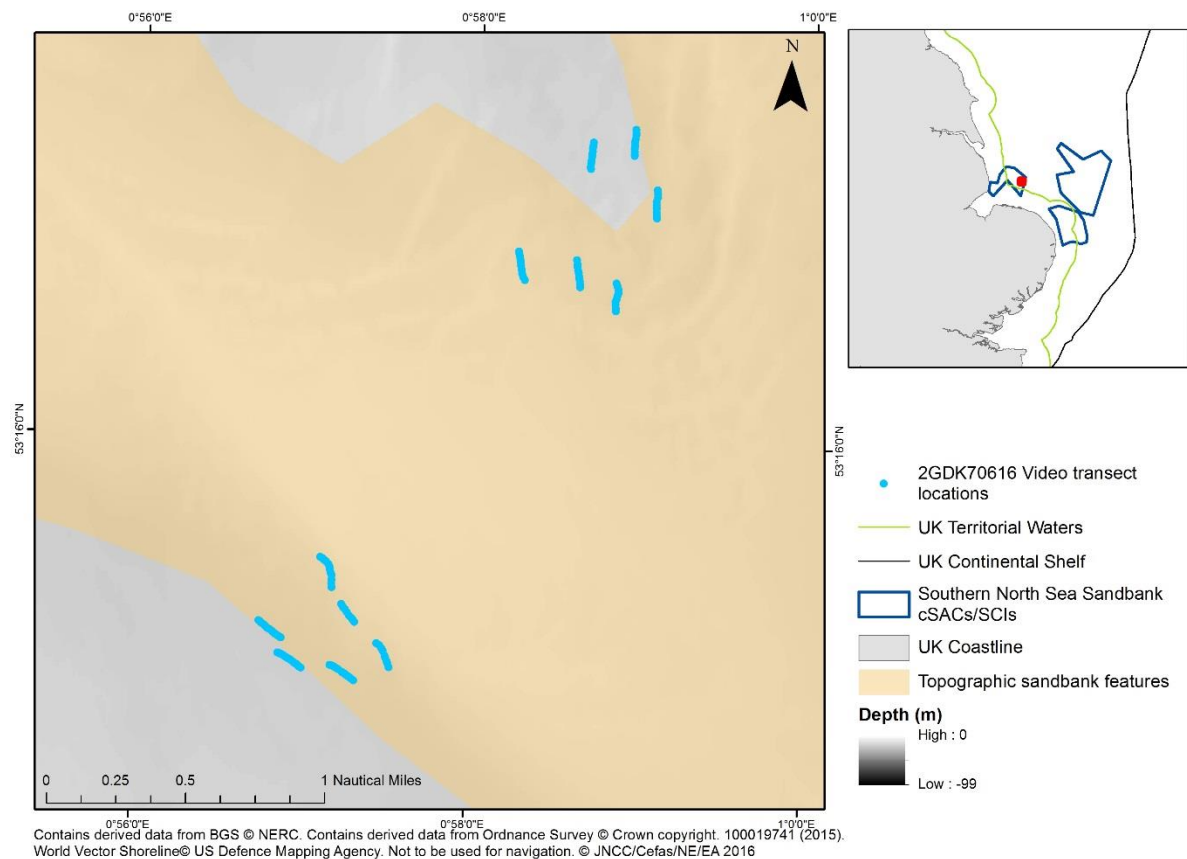 0°56'0"E
0°58'0"E
1°0'0"E
N
53°16'0"N
53°16'0"N
0
0.25
0.5
1 Nautical Miles
0°56'0"E
0°58'0"E
1°0'0"E
2GDK70616 Video transect
locations
UK Territorial Waters
UK Continental Shelf
Southern North Sea Sandbank
cSACs/SCIs
UK Coastline
Topographic sandbank features
Depth (m)
High : 0
Low : -99
Contains derived data from BGS © NERC. Contains derived data from Ordnance Survey © Crown copyright. 100019741 (2015).
World Vector Shoreline© US Defence Mapping Agency. Not to be used for navigation. © JNCC/Cefas/NE/EA 2016